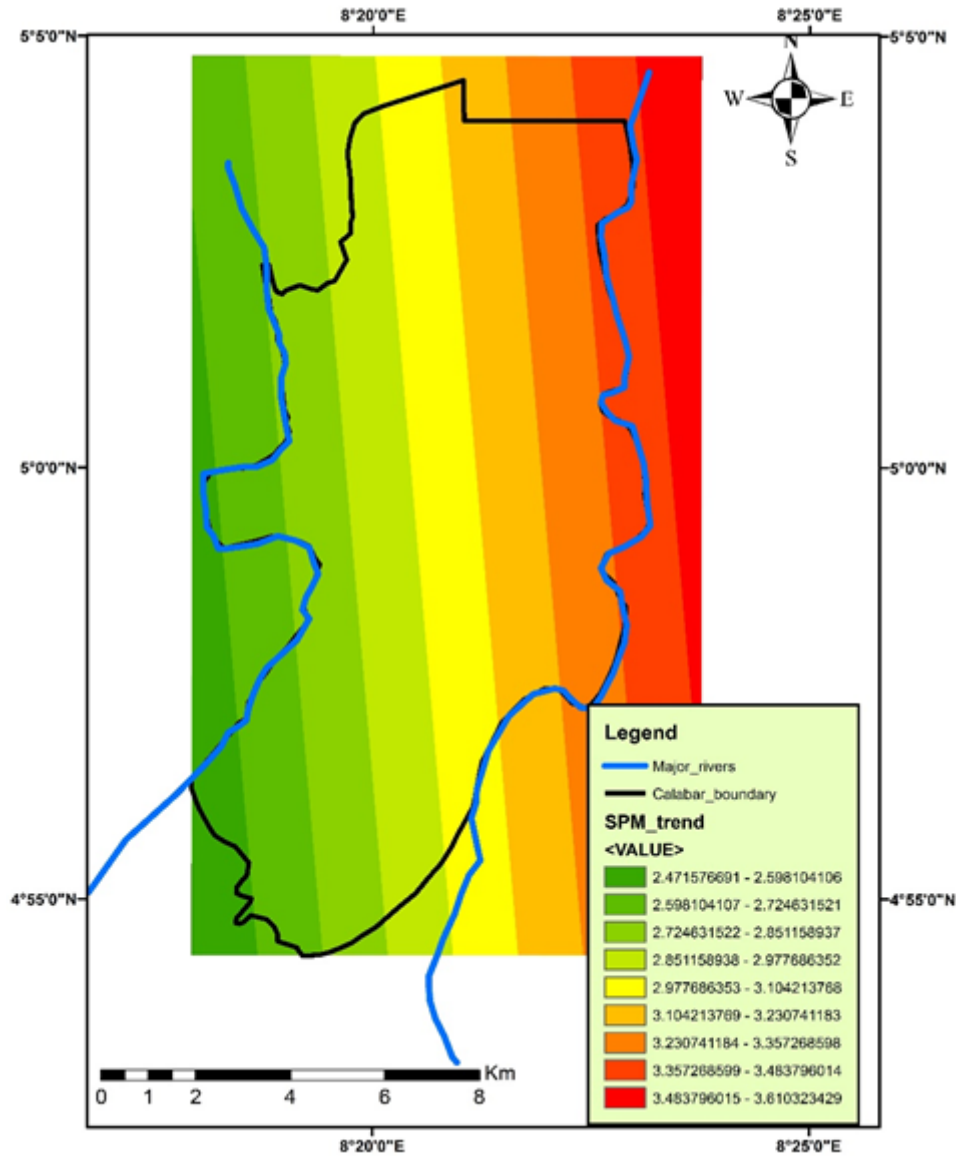 8°20'0"E
8°25'0"E
5°5'0"N
5°5'0"N
N
W
E
S
5°0'0"N
5°0'0"N
4°55'0"N
4°55'0"N
Legend
Major_rivers
Calabar_boundary
SPM_trend
<VALUE>
2.471576691 - 2.598104106
2.598104107 - 2.724631521
2.724631522 - 2.851158937
2.851158938 - 2.977686352
2.977686353 - 3.104213768
3.104213769 - 3.230741183
3.230741184 - 3.357268598
3.357268599 - 3.483796014
3.483796015 - 3.610323429
Km
0 1 2 4 6 8
8°20'0"E
8°25'0"E